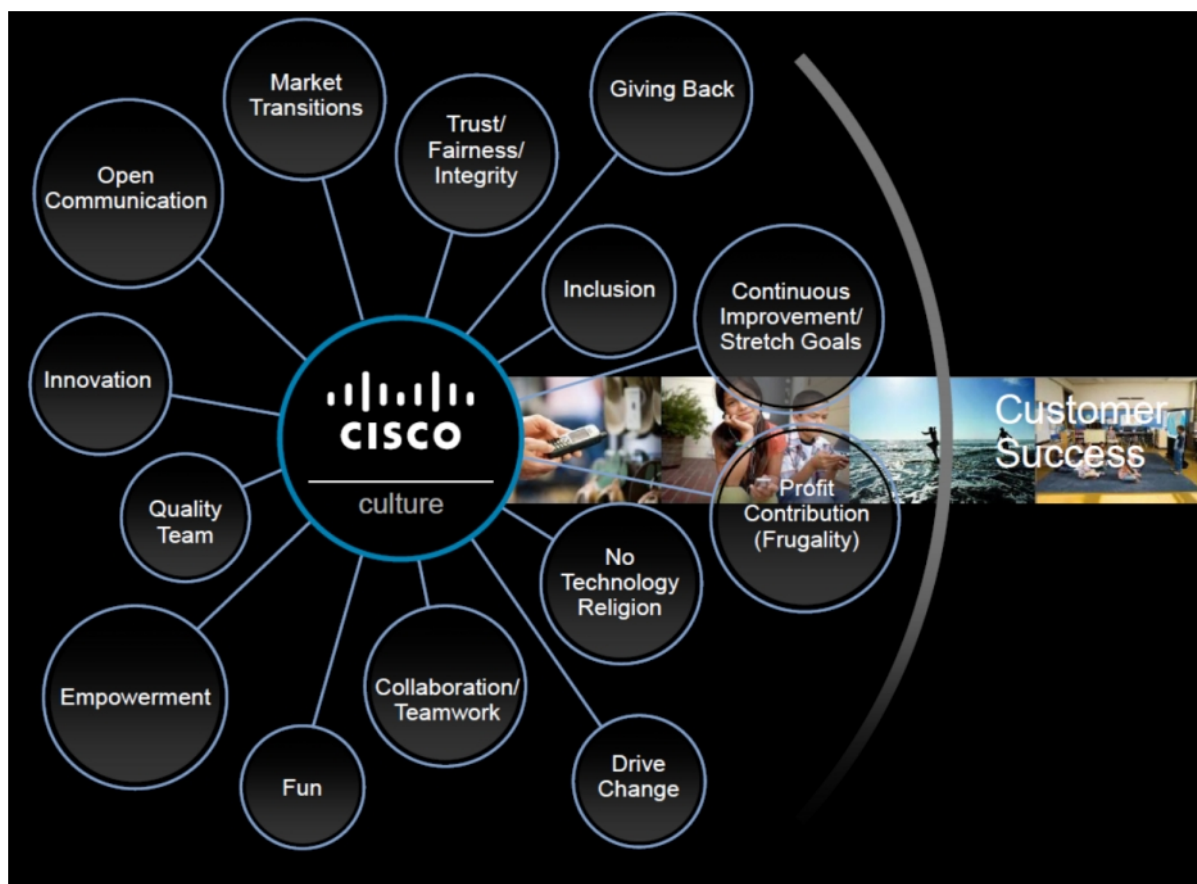 Market
Transitions
Giving Back
Trust/
Fairness/
Integrity
Open
Communication
Inclusion
Continuous
Improvement/
Stretch Goals
Innovation
CISCO
culture
Customer
Success
Quality
Team
Profit
Contribution
(Frugality)
No
Technology
Religion
Empowerment
Collaboration/
Teamwork
Fun
Drive
Change